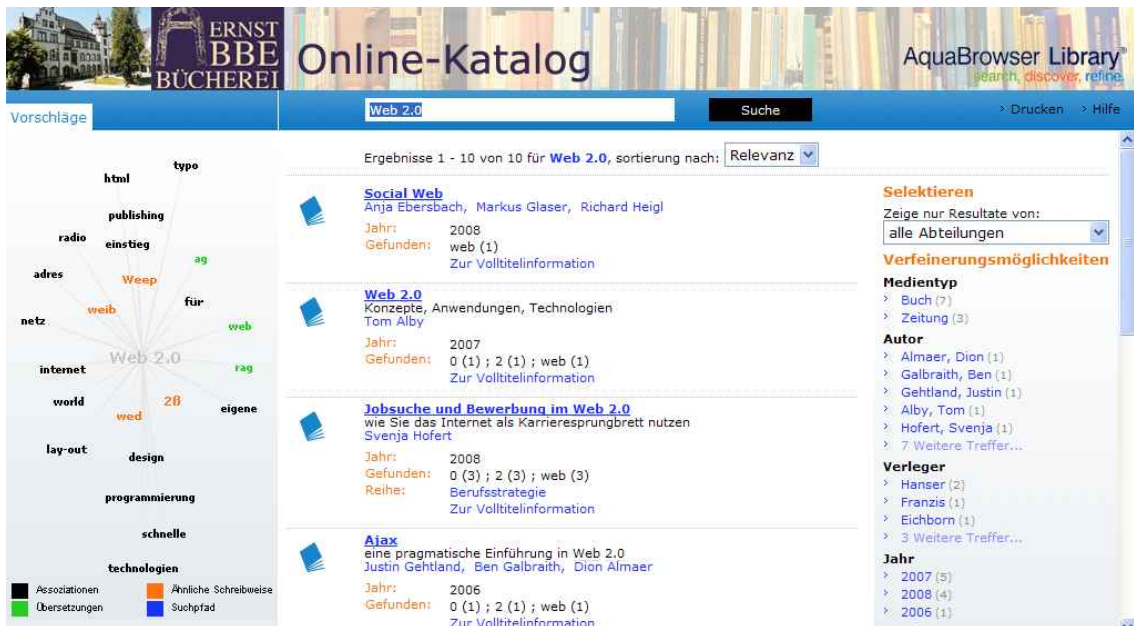 ERNST
BBE
BÜCHEREI
Online-Katalog
AquaBrowser Library®
search, discover, refine.
Vorschläge
Web 2.0
Suche
› Drucken › Hilfe
typo
html
publishing
radio
einstieg
ag
adres
Weep
für
weib
netz
web
Web 2.0
internet
rag
world
28
eigene
wed
lay-out
design
programmierung
schnelle
technologien
Assoziationen
Ähnliche Schreibweise
Übersetzungen
Suchpfad
Ergebnisse 1 - 10 von 10 für Web 2.0, sortierung nach: Relevanz
Social Web
Anja Ebersbach, Markus Glaser, Richard Heigl
Jahr: 2008
Gefunden: web (1)
Zur Volltitelinformation
Web 2.0
Konzepte, Anwendungen, Technologien
Tom Alby
Jahr: 2007
Gefunden: 0 (1) ; 2 (1) ; web (1)
Zur Volltitelinformation
Jobsuche und Bewerbung im Web 2.0
wie Sie das Internet als Karrieresprungbrett nutzen
Svenja Hofert
Jahr: 2008
Gefunden: 0 (3) ; 2 (3) ; web (3)
Reihe: Berufsstrategie
Zur Volltitelinformation
Ajax
eine pragmatische Einführung in Web 2.0
Justin Gehtland, Ben Galbraith, Dion Almaer
Jahr: 2006
Gefunden: 0 (1) ; 2 (1) ; web (1)
Zur Volltitelinformation
Selektieren
Zeige nur Resultate von:
alle Abteilungen
Verfeinerungsmöglichkeiten
Medientyp
› Buch (7)
› Zeitung (3)
Autor
› Almaer, Dion (1)
› Galbraith, Ben (1)
› Gehtland, Justin (1)
› Alby, Tom (1)
› Hofert, Svenja (1)
› 7 Weitere Treffer...
Verleger
› Hanser (2)
› Franzis (1)
› Eichborn (1)
› 3 Weitere Treffer...
Jahr
› 2007 (5)
› 2008 (4)
› 2006 (1)